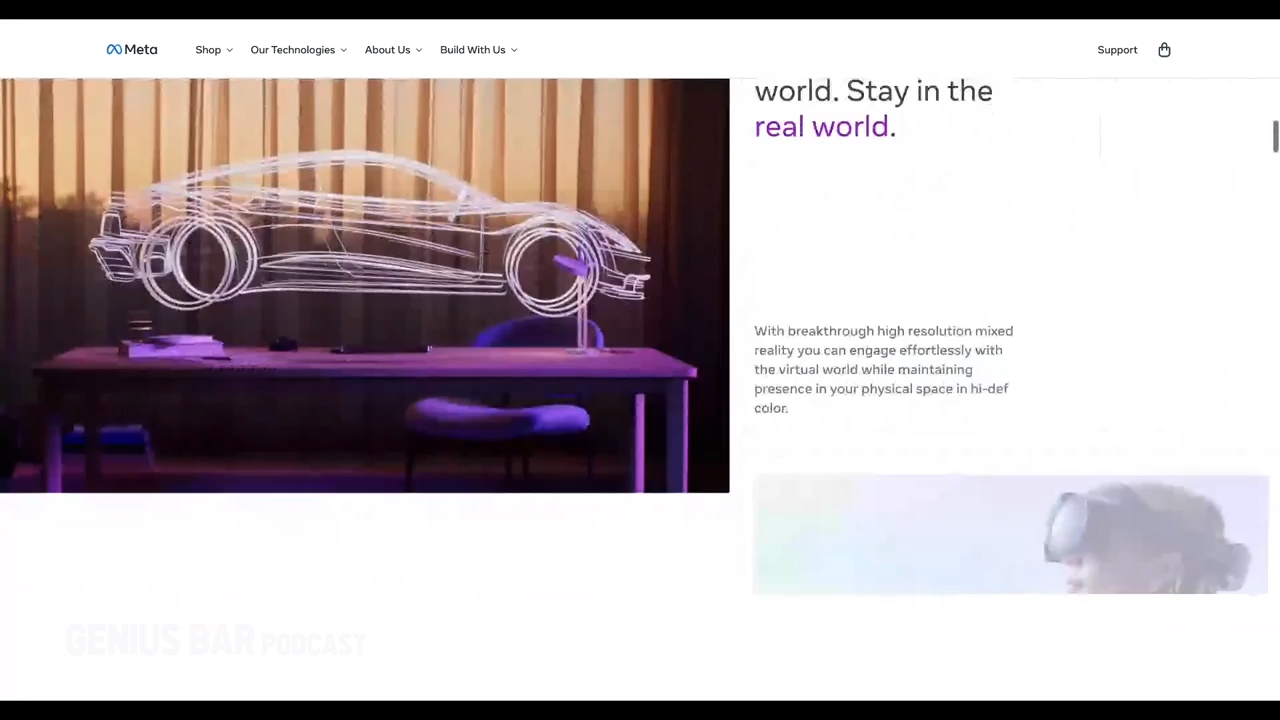 Meta
Shop
Our Technologies
About Us
Build With Us
Support
world. Stay in the
real world.
With breakthrough high resolution mixed
reality you can engage effortlessly with
the virtual world while maintaining
presence in your physical space in hi-def
color.
GENIUS BAR PODCAST